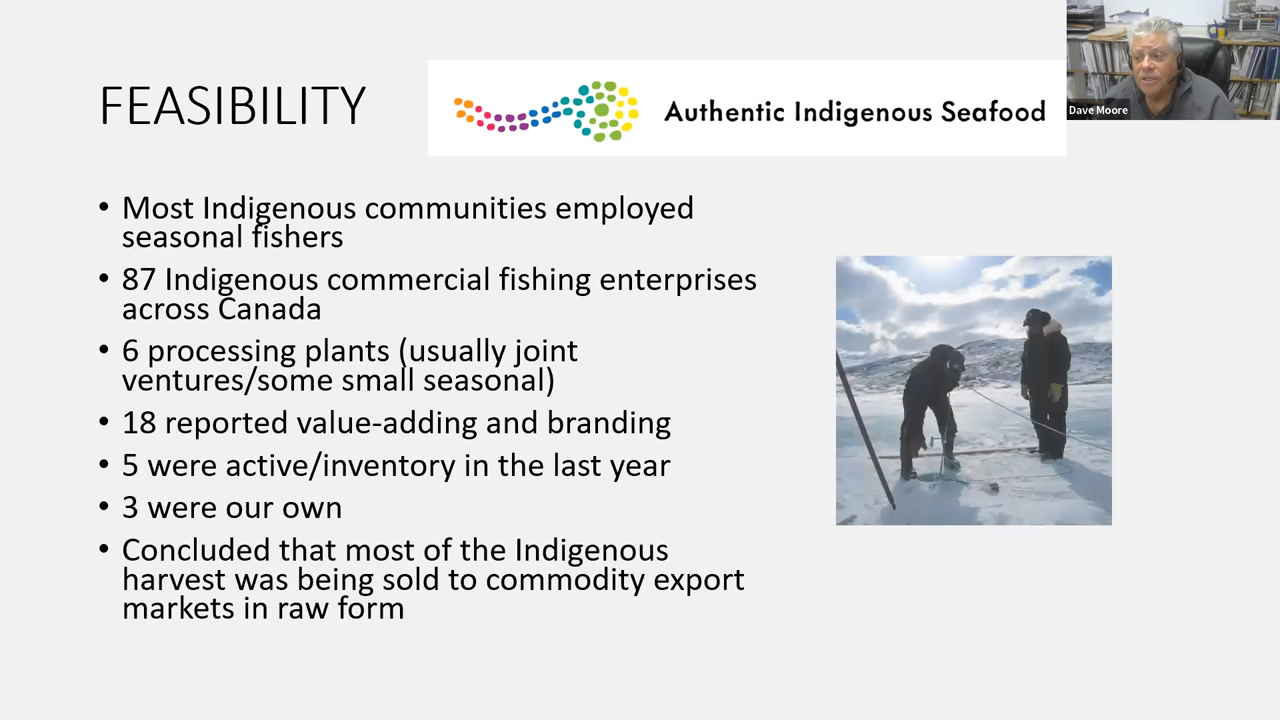 FEASIBILITY
Authentic Indigenous Seafood
Dave Moore
• Most Indigenous communities employed
seasonal fishers
• 87 Indigenous commercial fishing enterprises
across Canada
• 6 processing plants (usually joint
ventures/some small seasonal)
• 18 reported value-adding and branding
• 5 were active/inventory in the last year
• 3 were our own
• Concluded that most of the Indigenous
harvest was being sold to commodity export
markets in raw form